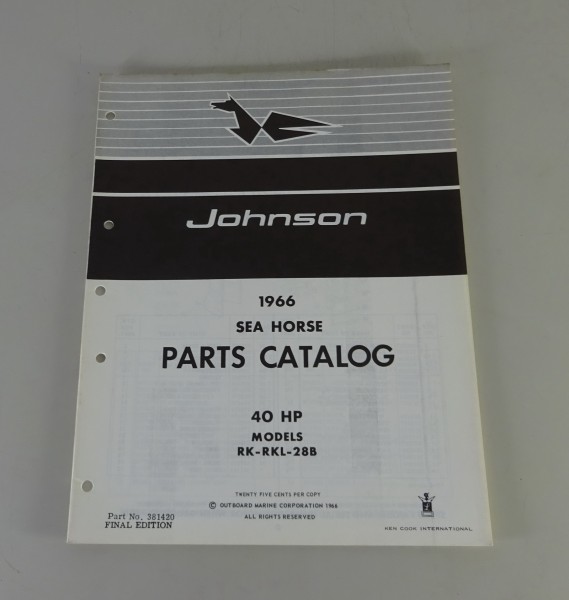 Johnson
1966
SEA HORSE
PARTS CATALOG
40 HP
MODELS
RK-RKL-28B
TWENTY FIVE CENTS PER COPY
© OUTBOARD MARINE CORPORATION 1966
ALL RIGHTS RESERVED
Part No. 381420
FINAL EDITION
KEN COOK INTERNATIONAL